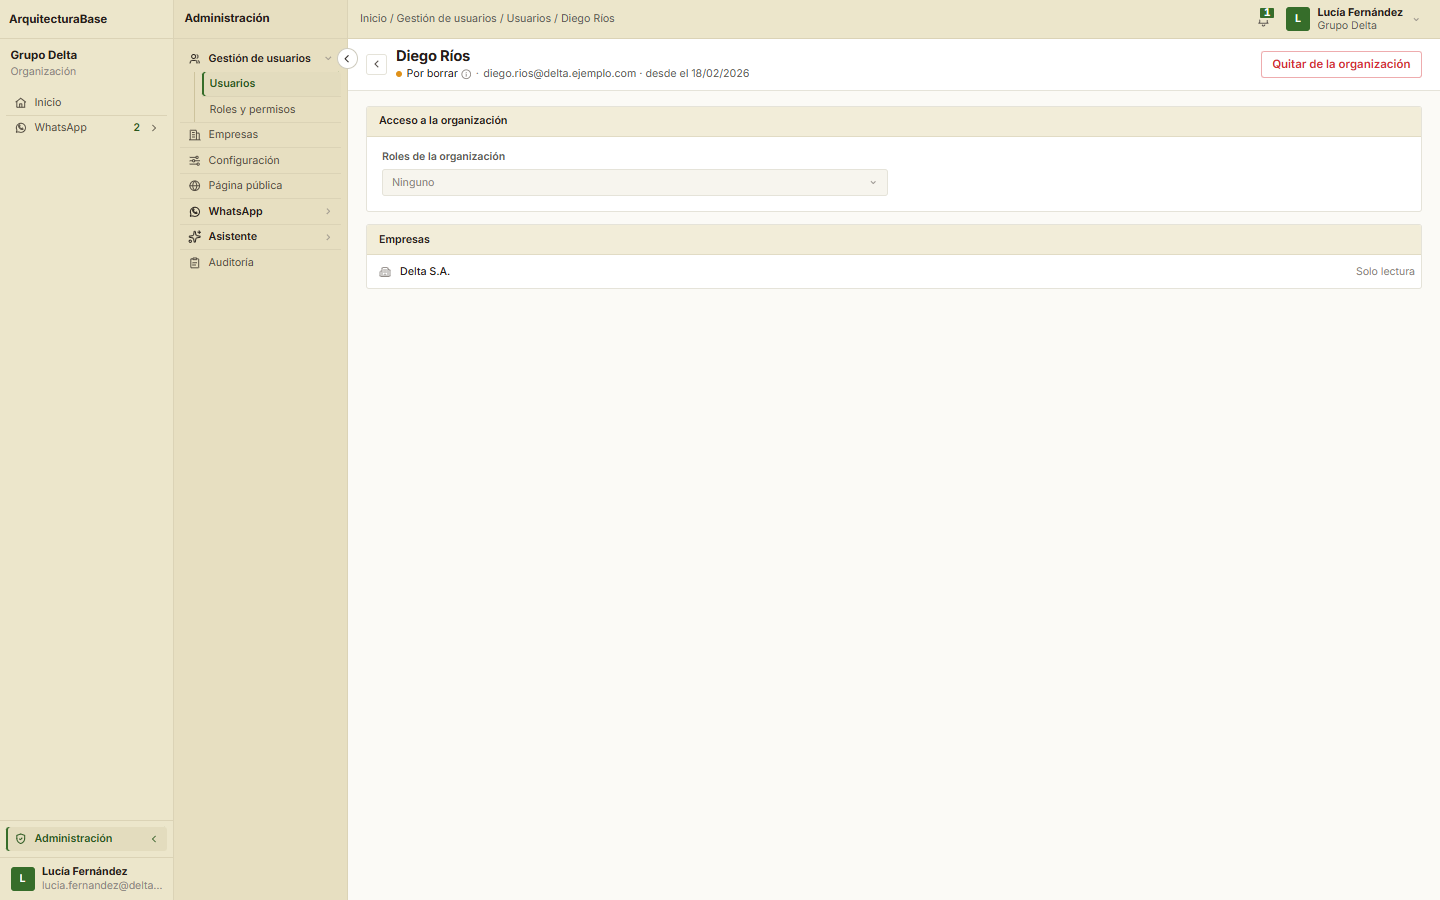 ArquitecturaBase
Grupo Delta
Organización
Inicio
WhatsApp 2
Administración
Lucía Fernández
lucia.fernandez@delta...
Administración
Gestión de usuarios
Usuarios
Roles y permisos
Empresas
Configuración
Página pública
WhatsApp
Asistente
Auditoría
Inicio / Gestión de usuarios / Usuarios / Diego Ríos
1
L
Lucía Fernández
Grupo Delta
Diego Ríos
Por borrar · diego.rios@delta.ejemplo.com · desde el 18/02/2026
Quitar de la organización
Acceso a la organización
Roles de la organización
Ninguno
Empresas
Delta S.A. Solo lectura
L